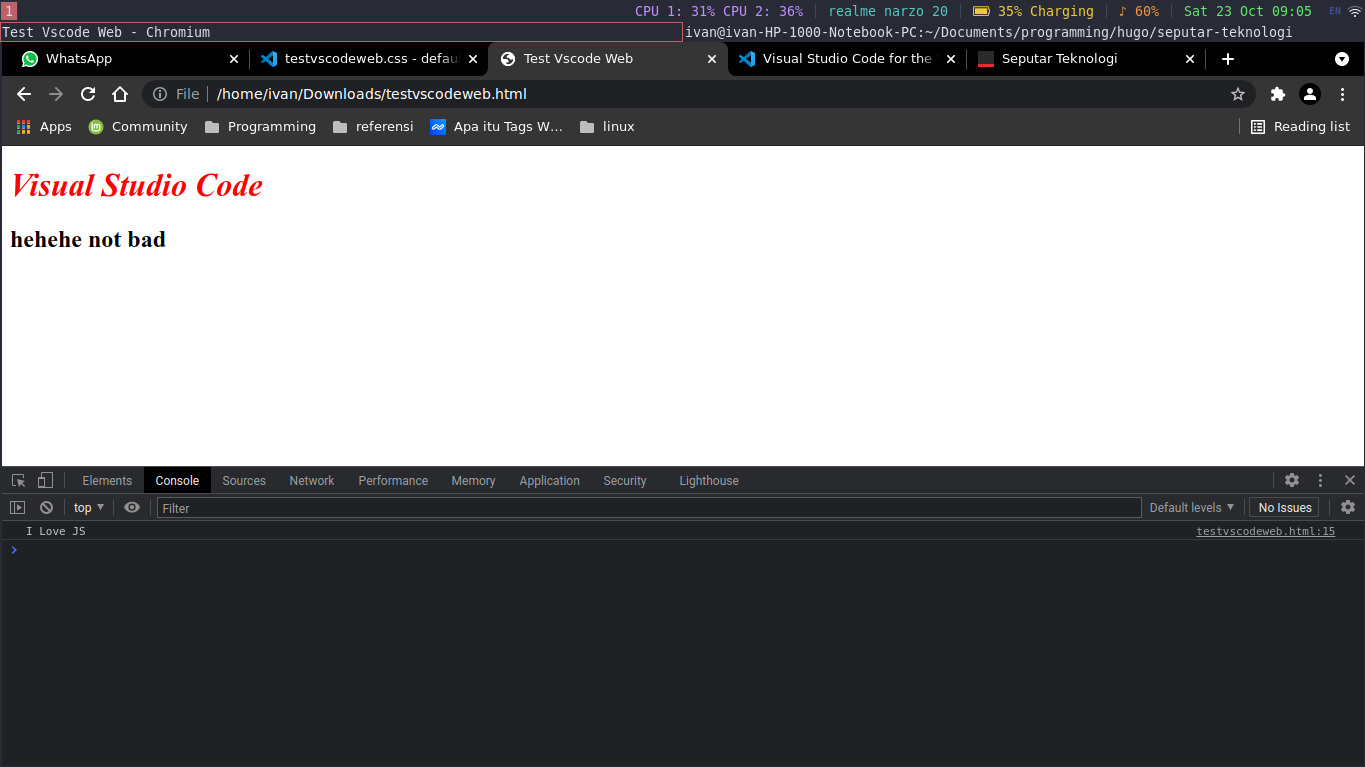 1 CPU 1: 31% CPU 2: 36% realme narzo 20 35% Charging ♪ 60% Sat 23 Oct 09:05 EN
Test Vscode Web - Chromium ivan@ivan-HP-1000-Notebook-PC:~/Documents/programming/hugo/seputar-teknologi
WhatsApp testvscodeweb.css - defau Test Vscode Web Visual Studio Code for the Seputar Teknologi
File /home/ivan/Downloads/testvscodeweb.html
Apps Community Programming referensi Apa itu Tags W... linux Reading list
Visual Studio Code
hehehe not bad
Elements Console Sources Network Performance Memory Application Security Lighthouse
top Filter Default levels No Issues
I Love JS testvscodeweb.html:15